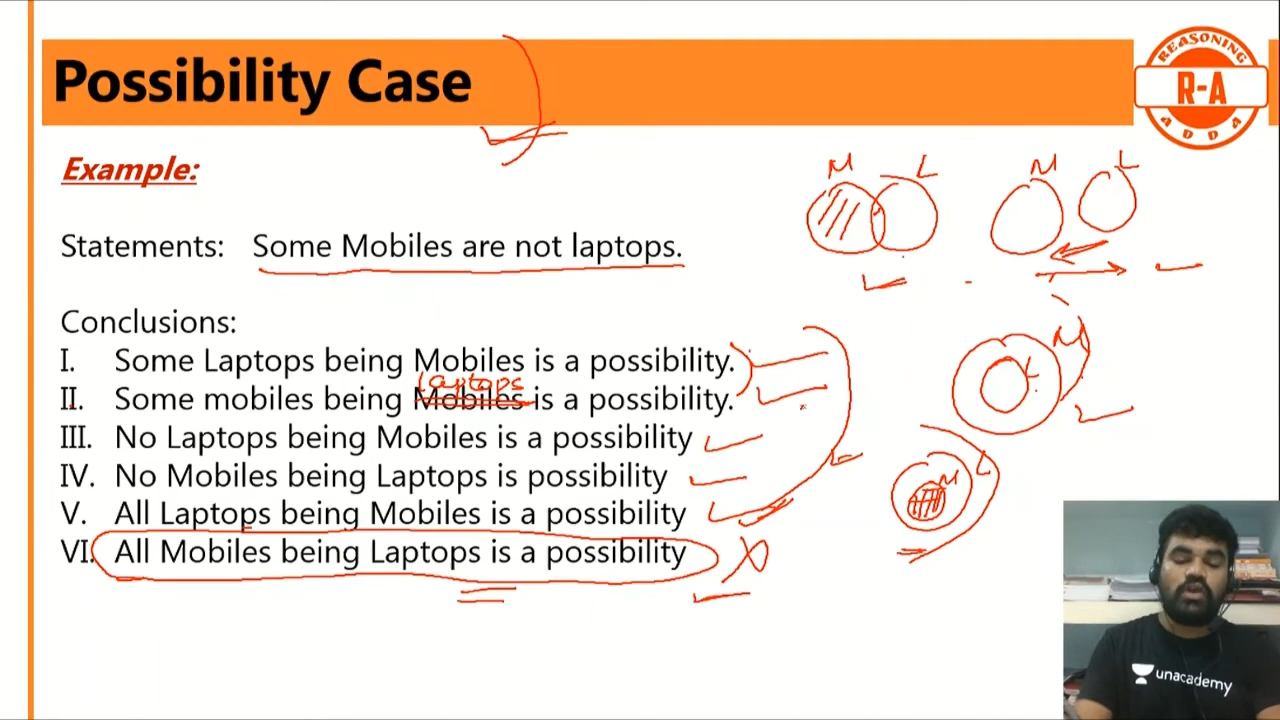 Possibility Case
REASONING
R-A
ADDA
Example:
M L M L
Statements: Some Mobiles are not laptops.
Conclusions:
I. Some Laptops being Mobiles is a possibility.
laptops
II. Some mobiles being Mobiles is a possibility.
III. No Laptops being Mobiles is a possibility
IV. No Mobiles being Laptops is possibility
V. All Laptops being Mobiles is a possibility
VI. All Mobiles being Laptops is a possibility
M
L
M L
unacademy